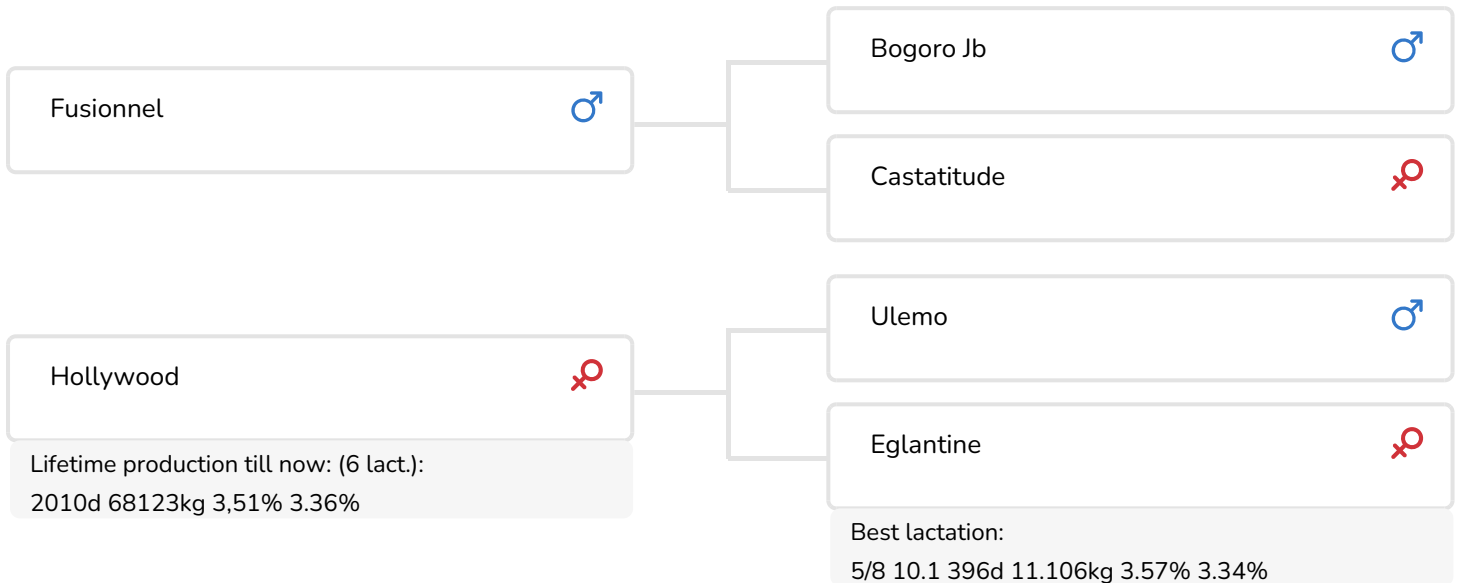 Fusionnel
Bogoro Jb
Castatitude
Hollywood
Lifetime production till now: (6 lact.):
2010d 68123kg 3,51% 3.36%
Ulemo
Eglantine
Best lactation:
5/8 10.1 396d 11.106kg 3.57% 3.34%